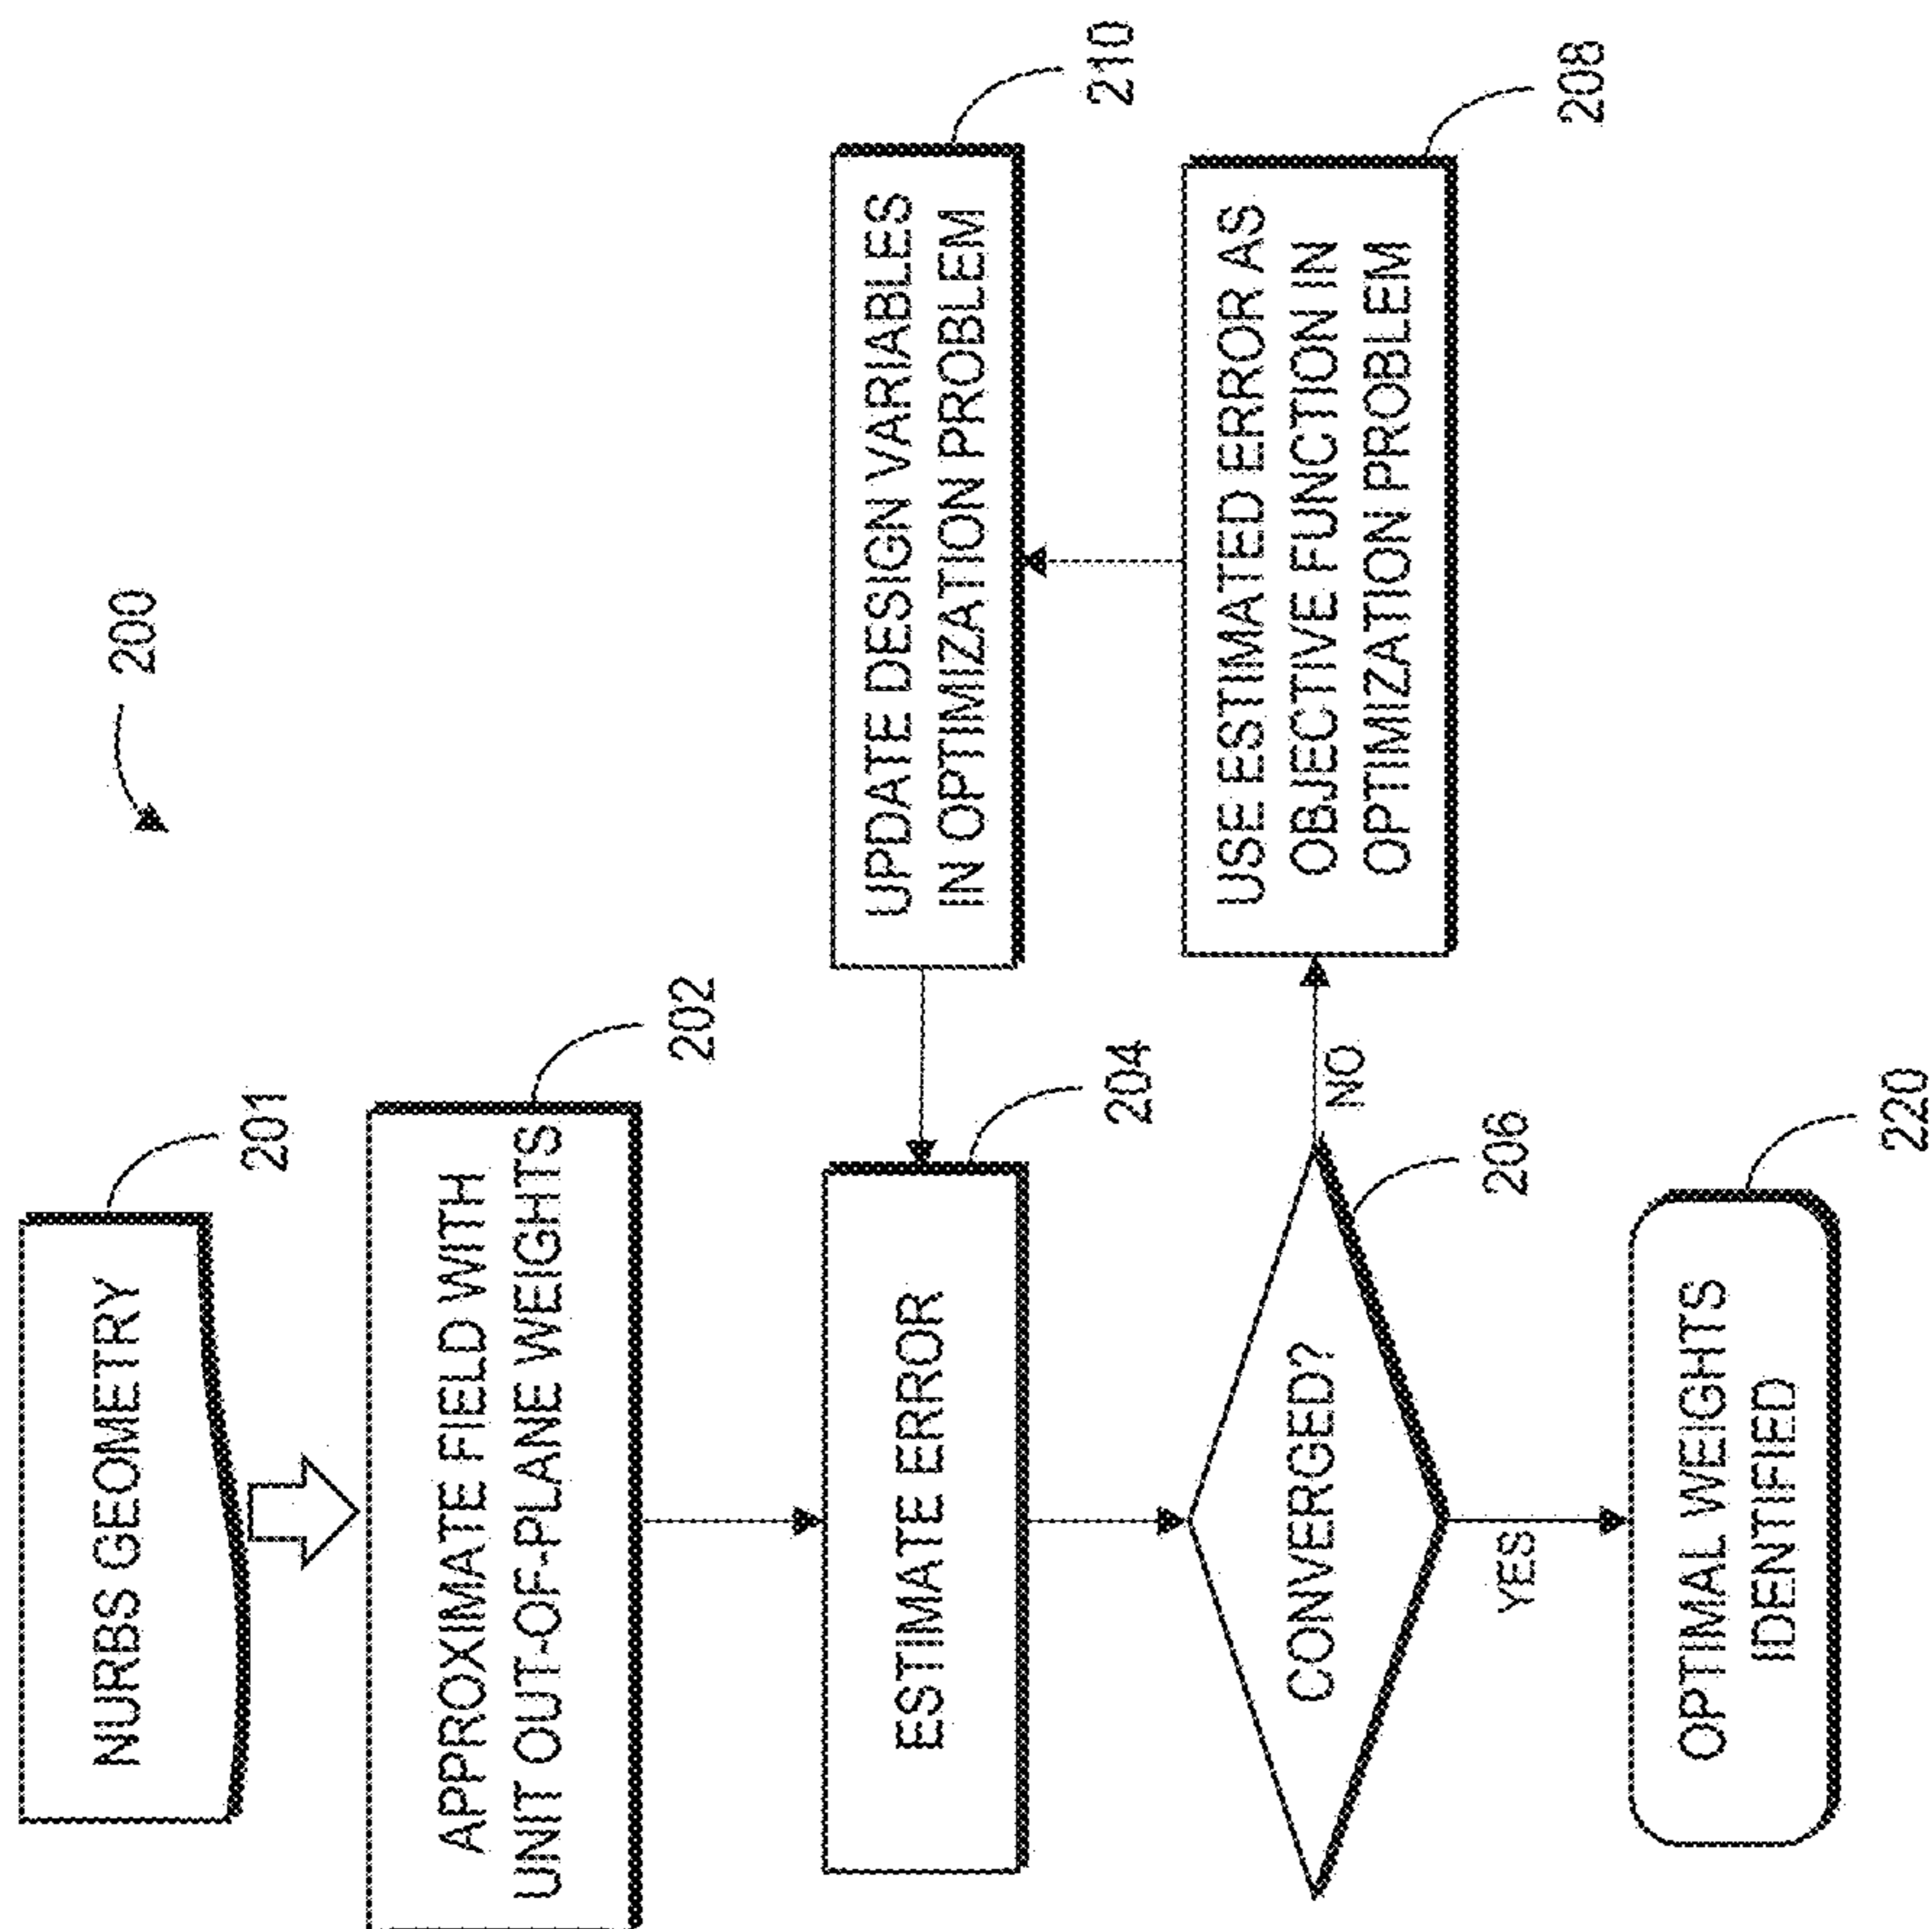 200
NURBS GEOMETRY
201
APPROXIMATE FIELD WITH
UNIT OUT-OF-PLANE WEIGHTS
202
ESTIMATE ERROR
204
CONVERGED?
206
NO
YES
USE ESTIMATED ERROR AS
OBJECTIVE FUNCTION IN
OPTIMIZATION PROBLEM
208
UPDATE DESIGN VARIABLES
IN OPTIMIZATION PROBLEM
210
OPTIMAL WEIGHTS
IDENTIFIED
220